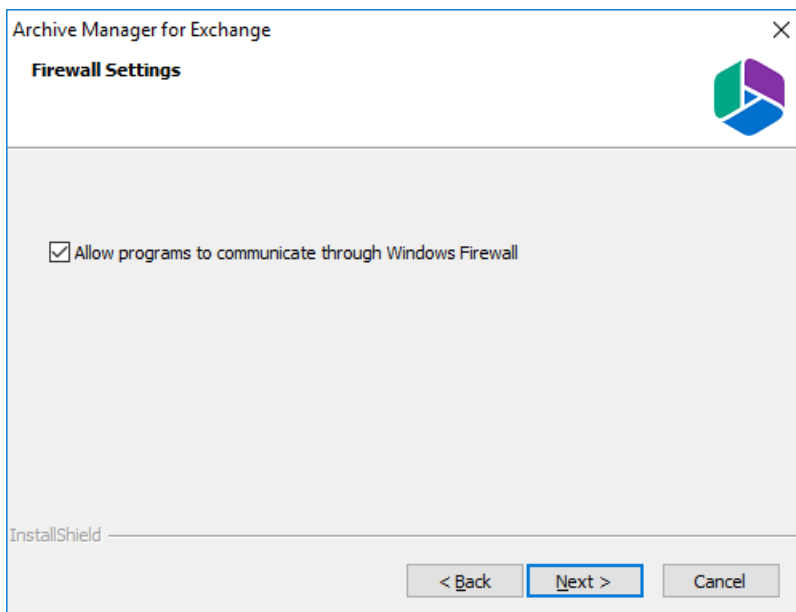 Archive Manager for Exchange
Firewall Settings
Allow programs to communicate through Windows Firewall
InstallShield
< Back
Next >
Cancel